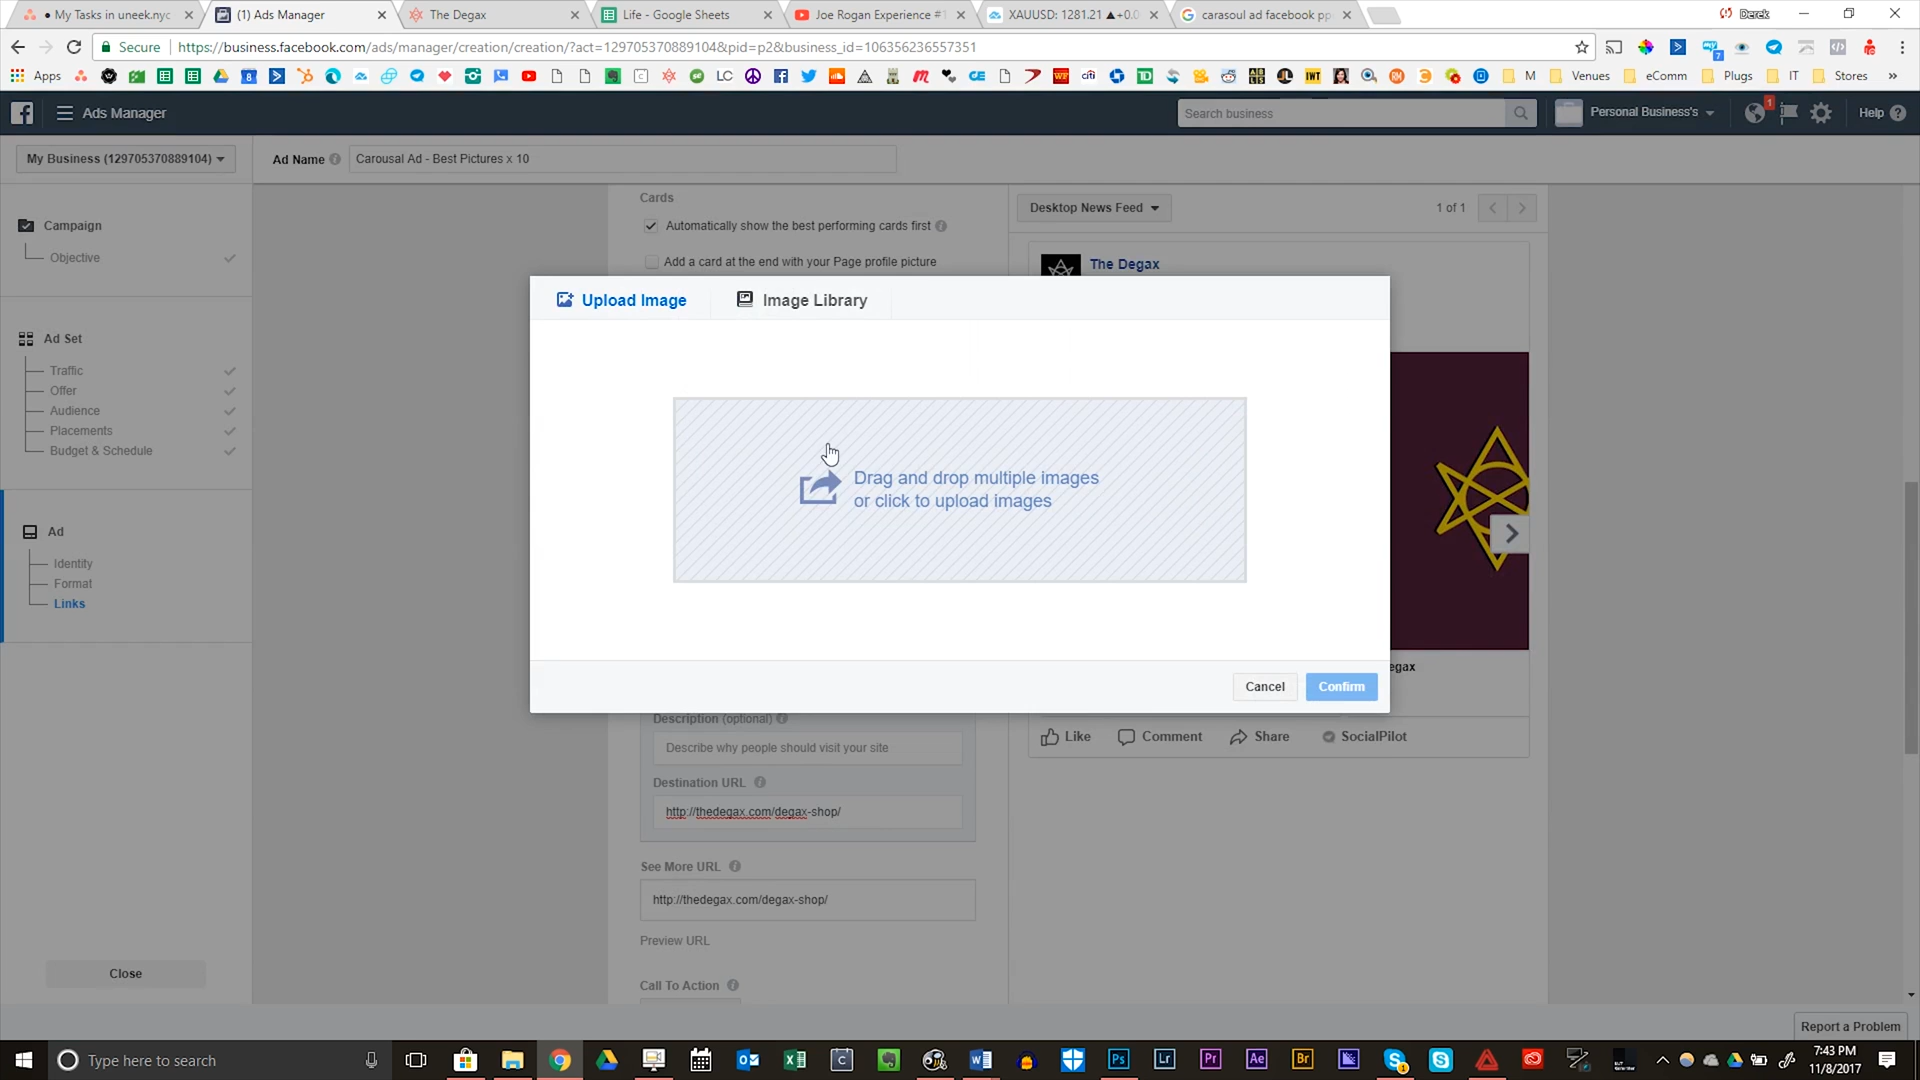 • My Tasks in uneek.nyc
(1) Ads Manager
The Degax
Life - Google Sheets
Joe Rogan Experience #1
XAUUSD: 1281.21 ▲+0.0
carasoul ad facebook pp
Derek
Secure
https://business.facebook.com/ads/manager/creation/creation/?act=129705370889104&pid=p2&business_id=106356236557351
Apps
LC
M
Venues
eComm
Plugs
IT
Stores
»
Ads Manager
Search business
Personal Business's
1
Help
My Business (129705370889104)
Ad Name
Carousal Ad - Best Pictures x 10
Campaign
Objective
Ad Set
Traffic
Offer
Audience
Placements
Budget & Schedule
Ad
Identity
Format
Links
Close
Cards
Automatically show the best performing cards first
Add a card at the end with your Page profile picture
Desktop News Feed
1 of 1
The Degax
Upload Image
Image Library
Drag and drop multiple images
or click to upload images
Cancel
Confirm
egax
Description (optional)
Describe why people should visit your site
Destination URL
http://thedegax.com/degax-shop/
See More URL
http://thedegax.com/degax-shop/
Preview URL
Call To Action
Like
Comment
Share
SocialPilot
Report a Problem
Type here to search
Ps
Lr
Pr
Ae
Br
7:43 PM
11/8/2017